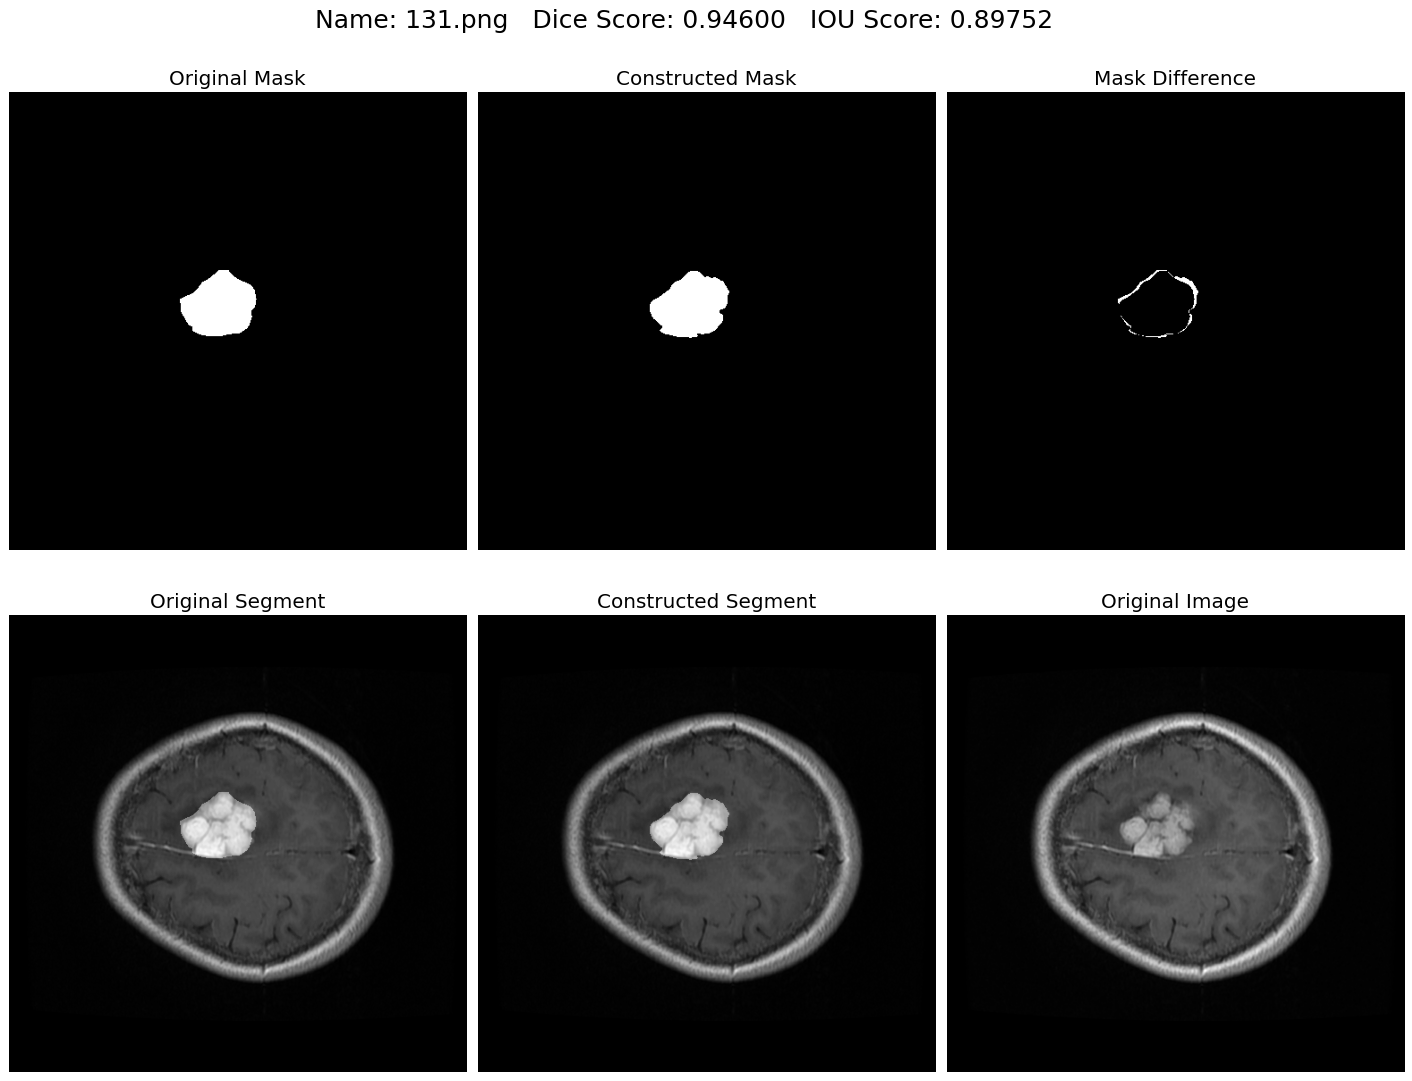 Name: 131.png   Dice Score: 0.94600   IOU Score: 0.89752
Original Mask
Constructed Mask
Mask Difference
Original Segment
Constructed Segment
Original Image